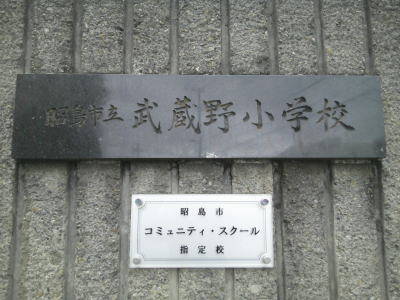 昭島市立武蔵野小学校
昭島市
コミュニティ・スクール
指定校